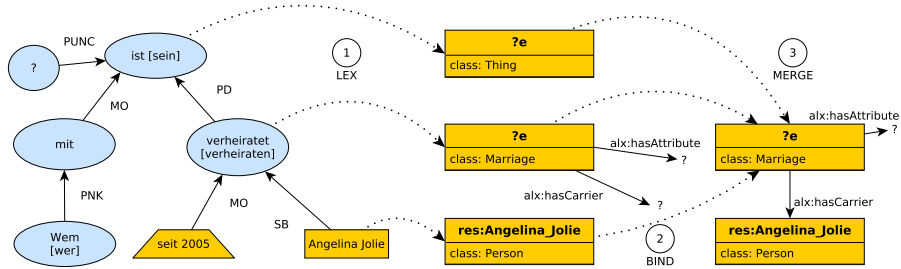 ?
PUNC
ist [sein]
MO
PD
mit
verheiratet
[verheiraten]
PNK
MO
SB
Wem
[wer]
seit 2005
Angelina Jolie
1
LEX
?e
class: Thing
?e
class: Marriage
alx:hasAttribute
?
alx:hasCarrier
?
res:Angelina_Jolie
class: Person
2
BIND
3
MERGE
?e
class: Marriage
alx:hasAttribute
?
alx:hasCarrier
res:Angelina_Jolie
class: Person